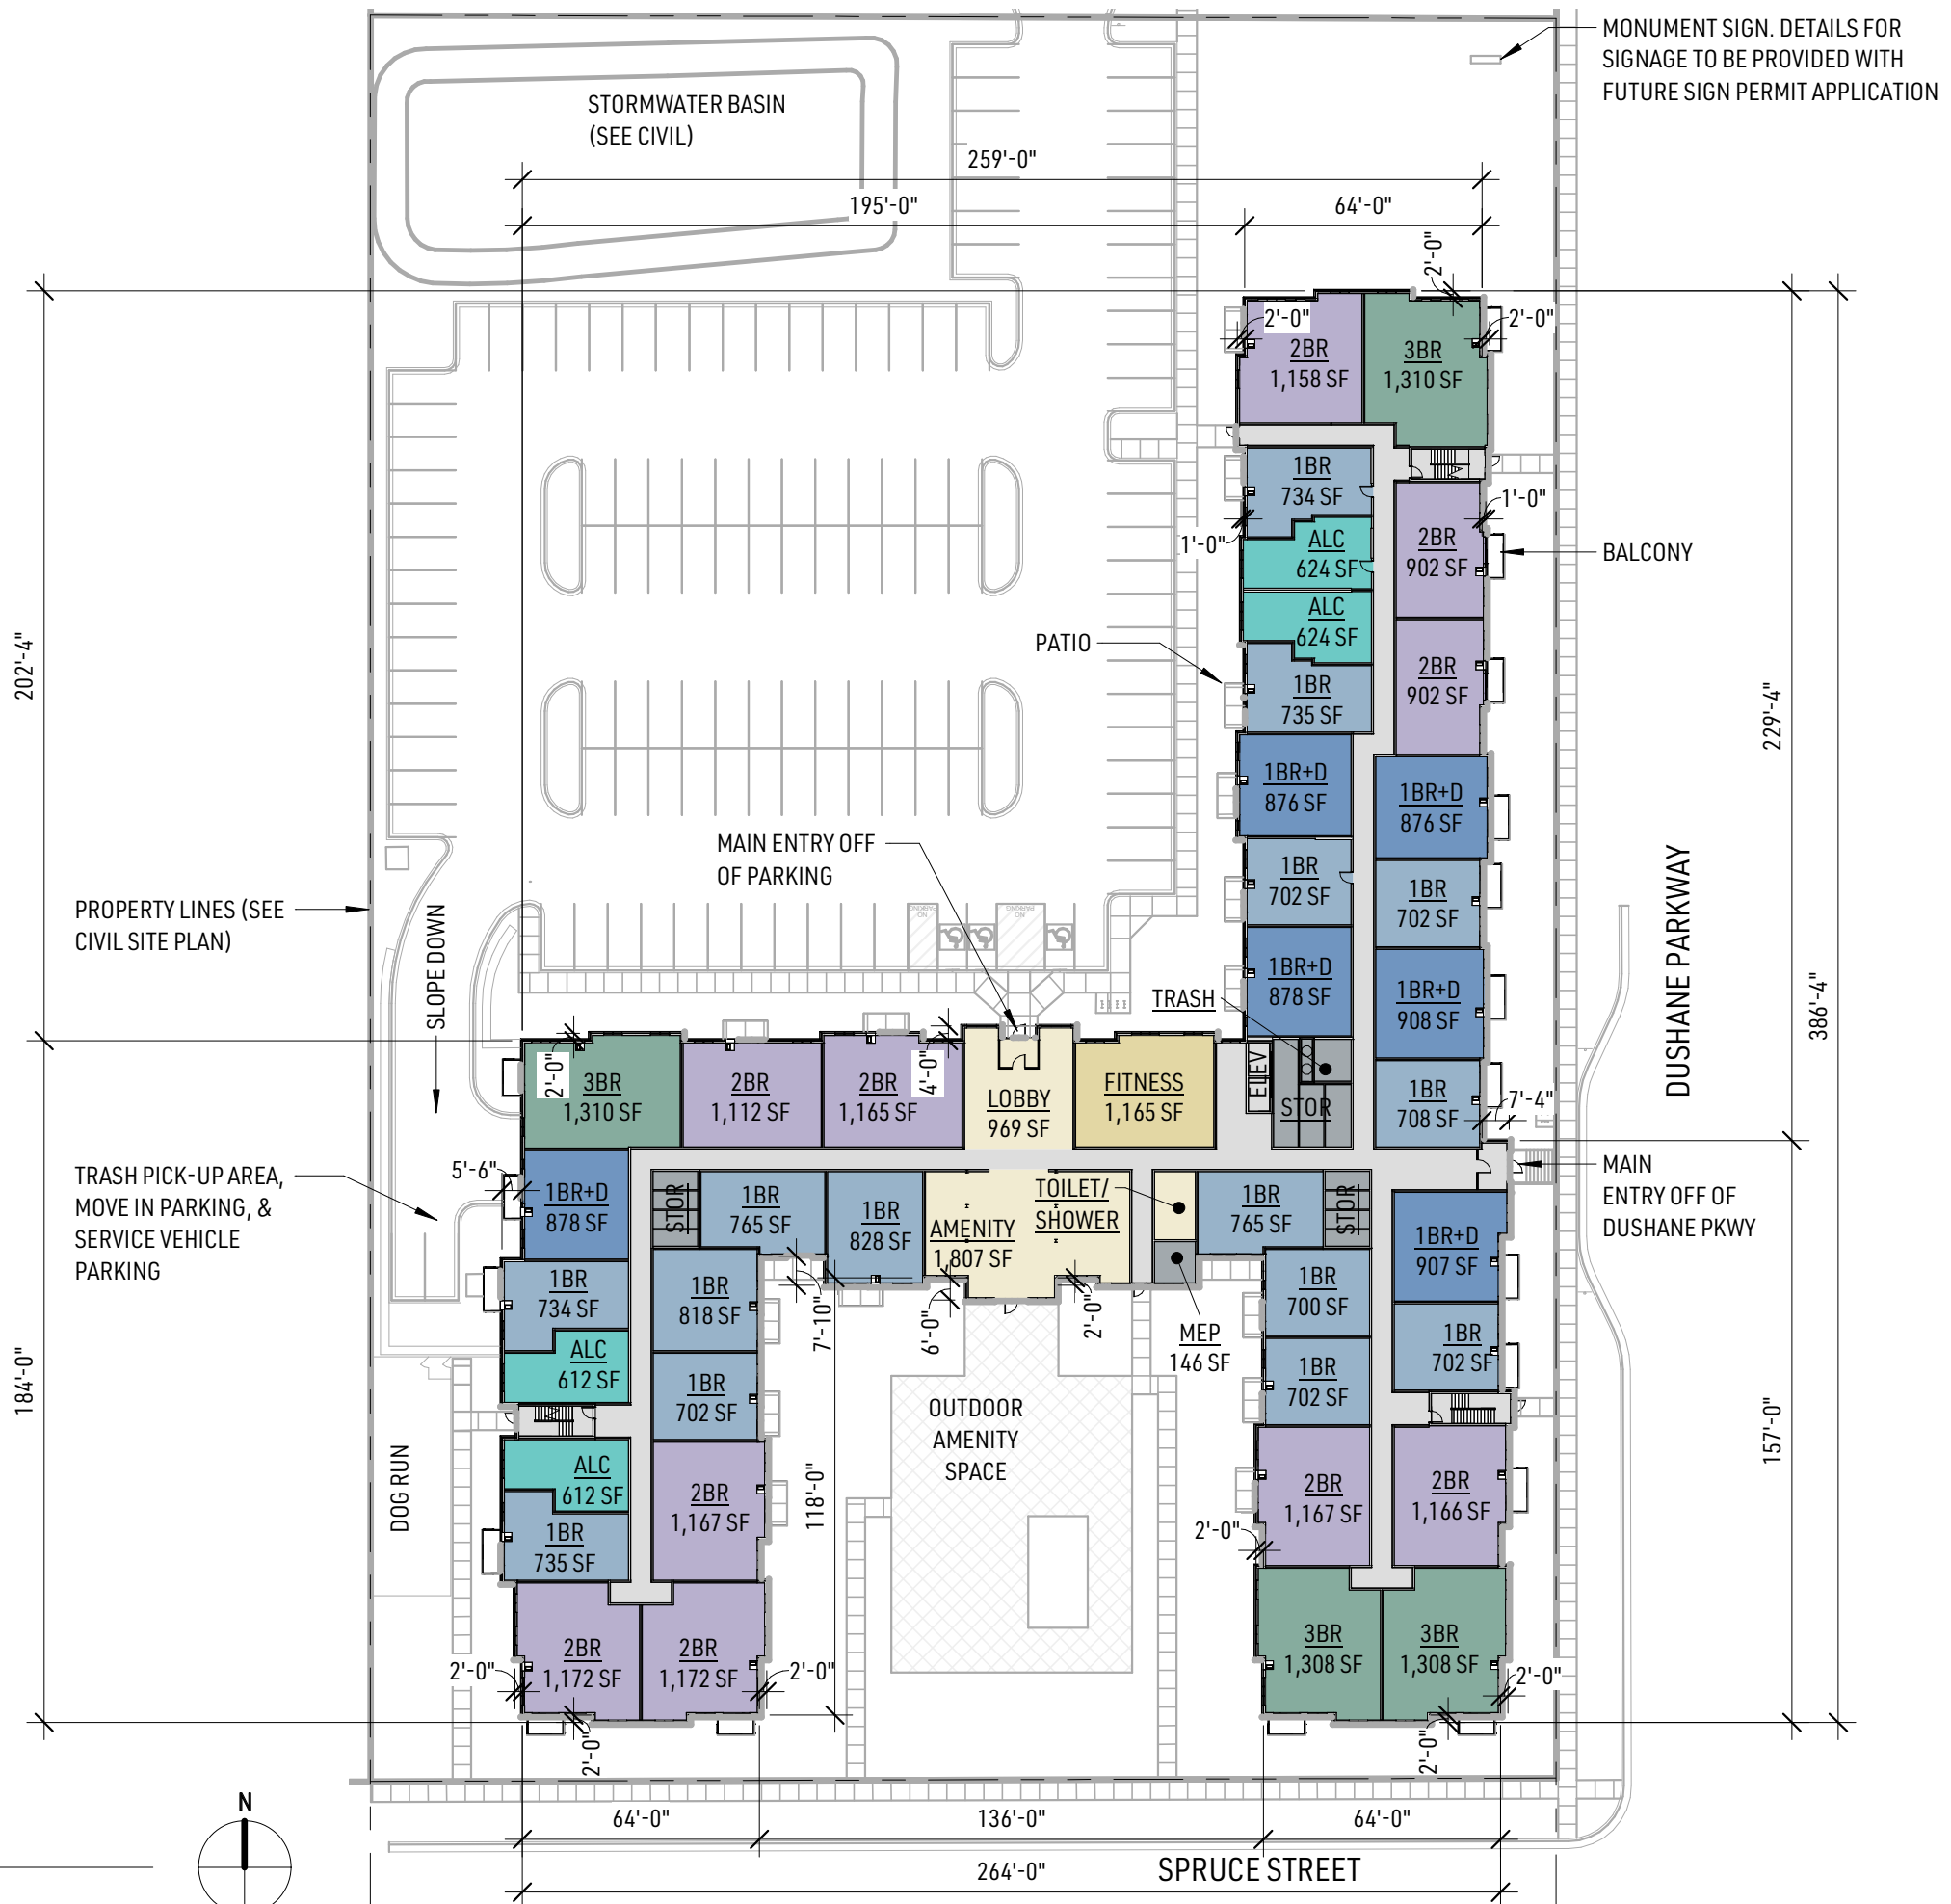 MONUMENT SIGN. DETAILS FOR
SIGNAGE TO BE PROVIDED WITH
FUTURE SIGN PERMIT APPLICATION
STORMWATER BASIN
(SEE CIVIL)
259'-0"
195'-0"
64'-0"
2'-0"
2'-0"
2'-0"
2BR
1,158 SF
3BR
1,310 SF
1BR
734 SF
1'-0"
1'-0"
ALC
624 SF
2BR
902 SF
BALCONY
ALC
624 SF
PATIO
2BR
902 SF
1BR
735 SF
202'-4"
229'-4"
1BR+D
876 SF
1BR+D
876 SF
MAIN ENTRY OFF
OF PARKING
1BR
702 SF
1BR
702 SF
DUSHANE PARKWAY
386'-4"
PROPERTY LINES (SEE
CIVIL SITE PLAN)
SLOPE DOWN
NO
PARKING
NO
PARKING
1BR+D
878 SF
1BR+D
908 SF
TRASH
2'-0"
3BR
1,310 SF
2BR
1,112 SF
2BR
1,165 SF
4'-0"
LOBBY
969 SF
FITNESS
1,165 SF
ELEV
STOR
1BR
708 SF
7'-4"
TRASH PICK-UP AREA,
MOVE IN PARKING, &
SERVICE VEHICLE
PARKING
5'-6"
1BR+D
878 SF
STOR
1BR
765 SF
1BR
828 SF
AMENITY
1,807 SF
TOILET/
SHOWER
1BR
765 SF
STOR
MAIN
ENTRY OFF OF
DUSHANE PKWY
1BR+D
907 SF
1BR
734 SF
1BR
818 SF
7'-10"
6'-0"
2'-0"
MEP
146 SF
1BR
700 SF
1BR
702 SF
ALC
612 SF
1BR
702 SF
1BR
702 SF
184'-0"
157'-0"
OUTDOOR
AMENITY
SPACE
DOG RUN
ALC
612 SF
2BR
1,167 SF
118'-0"
2BR
1,167 SF
2BR
1,166 SF
1BR
735 SF
2'-0"
2BR
1,172 SF
2BR
1,172 SF
2'-0"
2'-0"
3BR
1,308 SF
3BR
1,308 SF
2'-0"
2'-0"
2'-0"
N
64'-0"
136'-0"
64'-0"
264'-0"
SPRUCE STREET